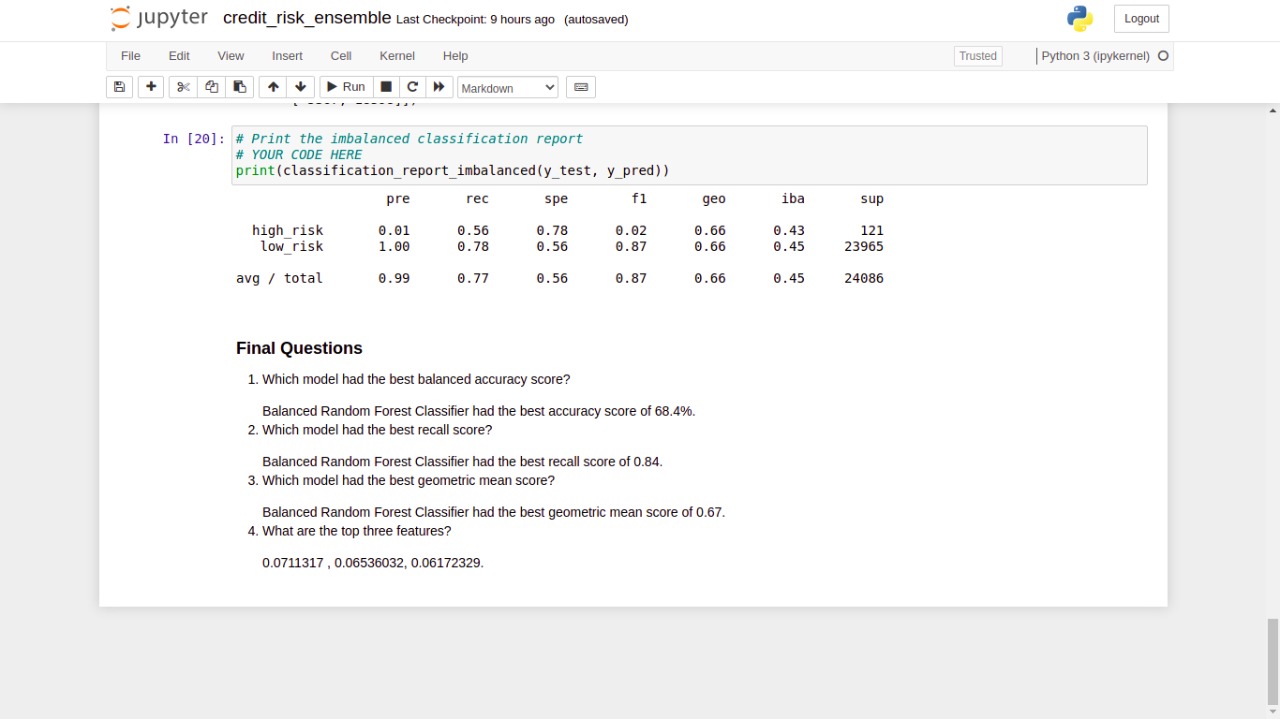 jupyter credit_risk_ensemble Last Checkpoint: 9 hours ago (autosaved)
Logout
File Edit View Insert Cell Kernel Help
Trusted
Python 3 (ipykernel)
Run
Markdown
In [20]: # Print the imbalanced classification report
# YOUR CODE HERE
print(classification_report_imbalanced(y_test, y_pred))
pre rec spe f1 geo iba sup
high_risk 0.01 0.56 0.78 0.02 0.66 0.43 121
low_risk 1.00 0.78 0.56 0.87 0.66 0.45 23965
avg / total 0.99 0.77 0.56 0.87 0.66 0.45 24086
Final Questions
1. Which model had the best balanced accuracy score?
Balanced Random Forest Classifier had the best accuracy score of 68.4%.
2. Which model had the best recall score?
Balanced Random Forest Classifier had the best recall score of 0.84.
3. Which model had the best geometric mean score?
Balanced Random Forest Classifier had the best geometric mean score of 0.67.
4. What are the top three features?
0.0711317 , 0.06536032, 0.06172329.